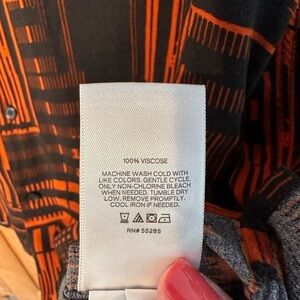 100% VISCOSE
MACHINE WASH COLD WITH
LIKE COLORS. GENTLE CYCLE.
ONLY NON-CHLORINE BLEACH
WHEN NEEDED. TUMBLE DRY
LOW. REMOVE PROMPTLY.
COOL IRON IF NEEDED.
RN# 55285